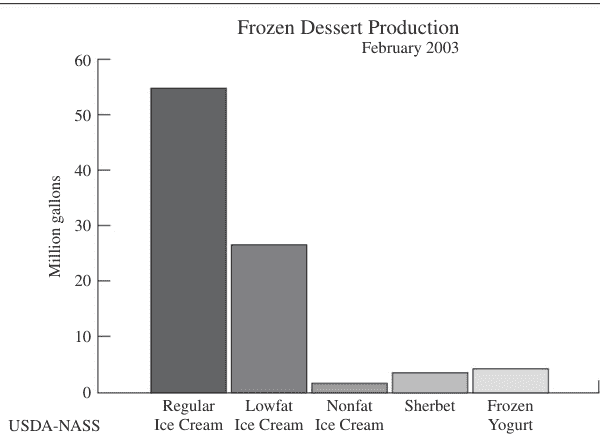 Frozen Dessert Production
February 2003
Million gallons
60
50
40
30
20
10
0
Regular
Ice Cream
Lowfat
Ice Cream
Nonfat
Ice Cream
Sherbet
Frozen
Yogurt
USDA-NASS